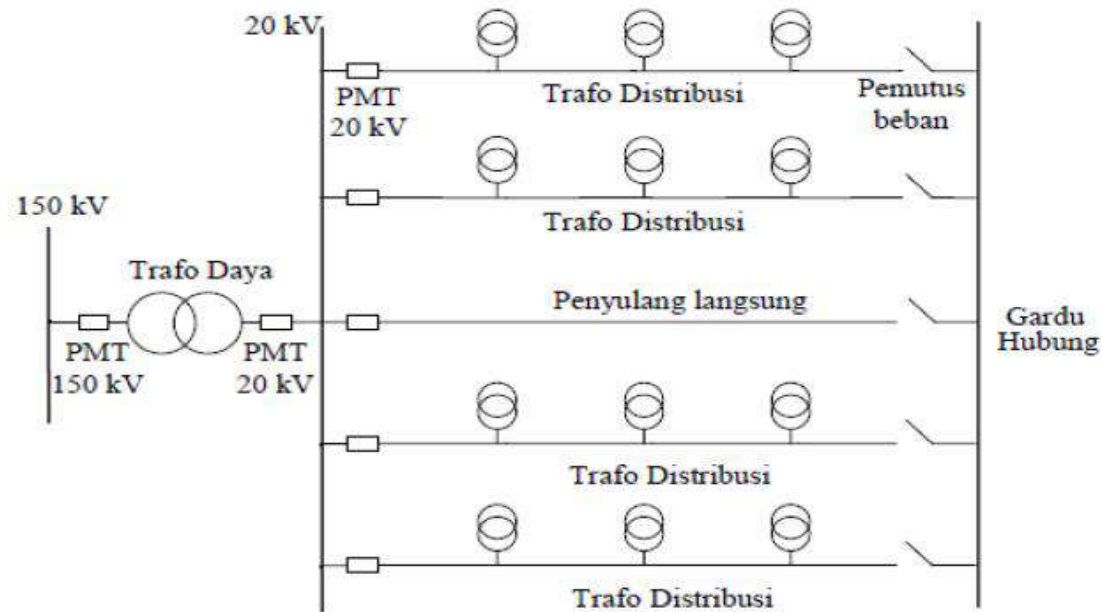 20 kV
PMT
20 kV
Trafo Distribusi
Pemutus
beban
Trafo Distribusi
150 kV
Trafo Daya
PMT
150 kV
PMT
20 kV
Penyulang langsung
Gardu
Hubung
Trafo Distribusi
Trafo Distribusi